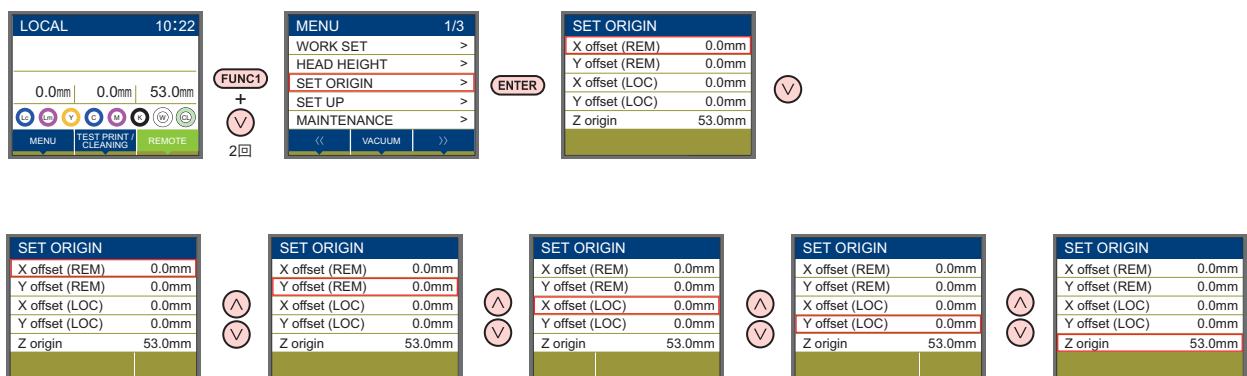 LOCAL 10:22
0.0mm 0.0mm 53.0mm
Lc Lm Y C M K W CL
MENU TEST PRINT / CLEANING REMOTE
FUNC1
+
2回
MENU 1/3
WORK SET >
HEAD HEIGHT >
SET ORIGIN >
SET UP >
MAINTENANCE >
<< VACUUM >>
ENTER
SET ORIGIN
X offset (REM) 0.0mm
Y offset (REM) 0.0mm
X offset (LOC) 0.0mm
Y offset (LOC) 0.0mm
Z origin 53.0mm
SET ORIGIN
X offset (REM) 0.0mm
Y offset (REM) 0.0mm
X offset (LOC) 0.0mm
Y offset (LOC) 0.0mm
Z origin 53.0mm
SET ORIGIN
X offset (REM) 0.0mm
Y offset (REM) 0.0mm
X offset (LOC) 0.0mm
Y offset (LOC) 0.0mm
Z origin 53.0mm
SET ORIGIN
X offset (REM) 0.0mm
Y offset (REM) 0.0mm
X offset (LOC) 0.0mm
Y offset (LOC) 0.0mm
Z origin 53.0mm
SET ORIGIN
X offset (REM) 0.0mm
Y offset (REM) 0.0mm
X offset (LOC) 0.0mm
Y offset (LOC) 0.0mm
Z origin 53.0mm
SET ORIGIN
X offset (REM) 0.0mm
Y offset (REM) 0.0mm
X offset (LOC) 0.0mm
Y offset (LOC) 0.0mm
Z origin 53.0mm